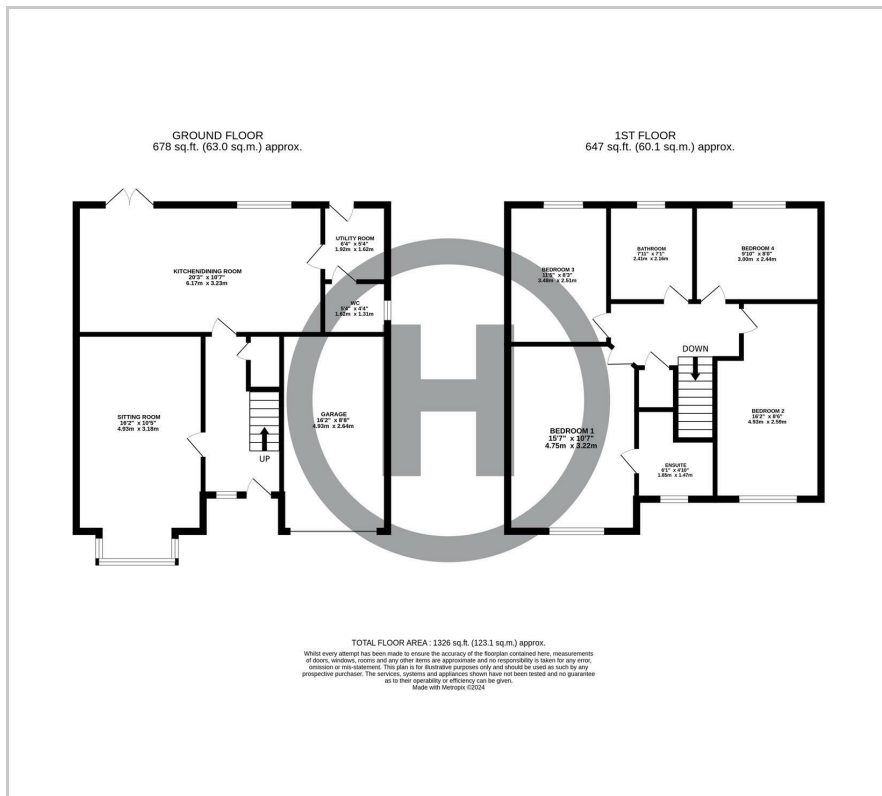 GROUND FLOOR
678 sq.ft. (63.0 sq.m.) approx.
KITCHEN/DINING ROOM
20'3" x 10'7"
6.17m x 3.23m
UTILITY ROOM
6'4" x 5'4"
1.92m x 1.62m
WC
5'4" x 4'4"
1.62m x 1.31m
SITTING ROOM
16'2" x 10'5"
4.93m x 3.18m
UP
GARAGE
16'2" x 8'8"
4.93m x 2.64m
1ST FLOOR
647 sq.ft. (60.1 sq.m.) approx.
BEDROOM 3
11'5" x 8'3"
3.48m x 2.51m
BATHROOM
7'11" x 7'1"
2.41m x 2.16m
BEDROOM 4
9'10" x 8'0"
3.00m x 2.44m
DOWN
BEDROOM 1
15'7" x 10'7"
4.75m x 3.22m
ENSUITE
6'1" x 4'10"
1.85m x 1.47m
BEDROOM 2
16'2" x 8'6"
4.93m x 2.59m
H
TOTAL FLOOR AREA : 1326 sq.ft. (123.1 sq.m.) approx.
Whilst every attempt has been made to ensure the accuracy of the floorplan contained here, measurements
of doors, windows, rooms and any other items are approximate and no responsibility is taken for any error,
omission or mis-statement. This plan is for illustrative purposes only and should be used as such by any
prospective purchaser. The services, systems and appliances shown have not been tested and no guarantee
as to their operability or efficiency can be given.
Made with Metropix ©2024